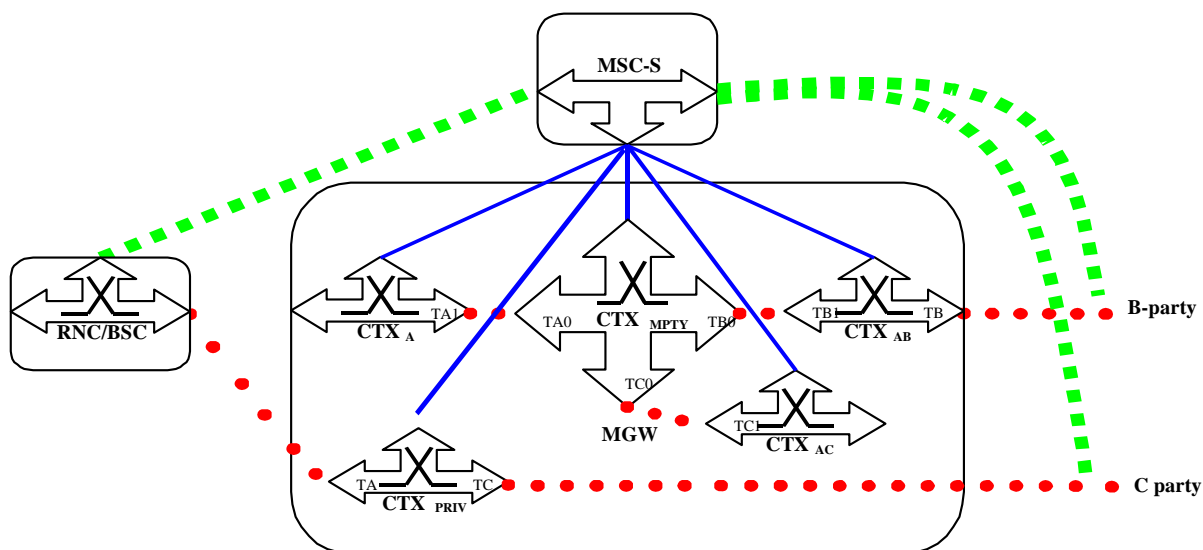 MSC-S
RNC/BSC
CTX A
TA1
TA0
CTX MPTY
TB0
TB1
TB
CTX AB
B-party
TC0
MGW
TC1
CTX AC
TA
TC
CTX PRIV
C party